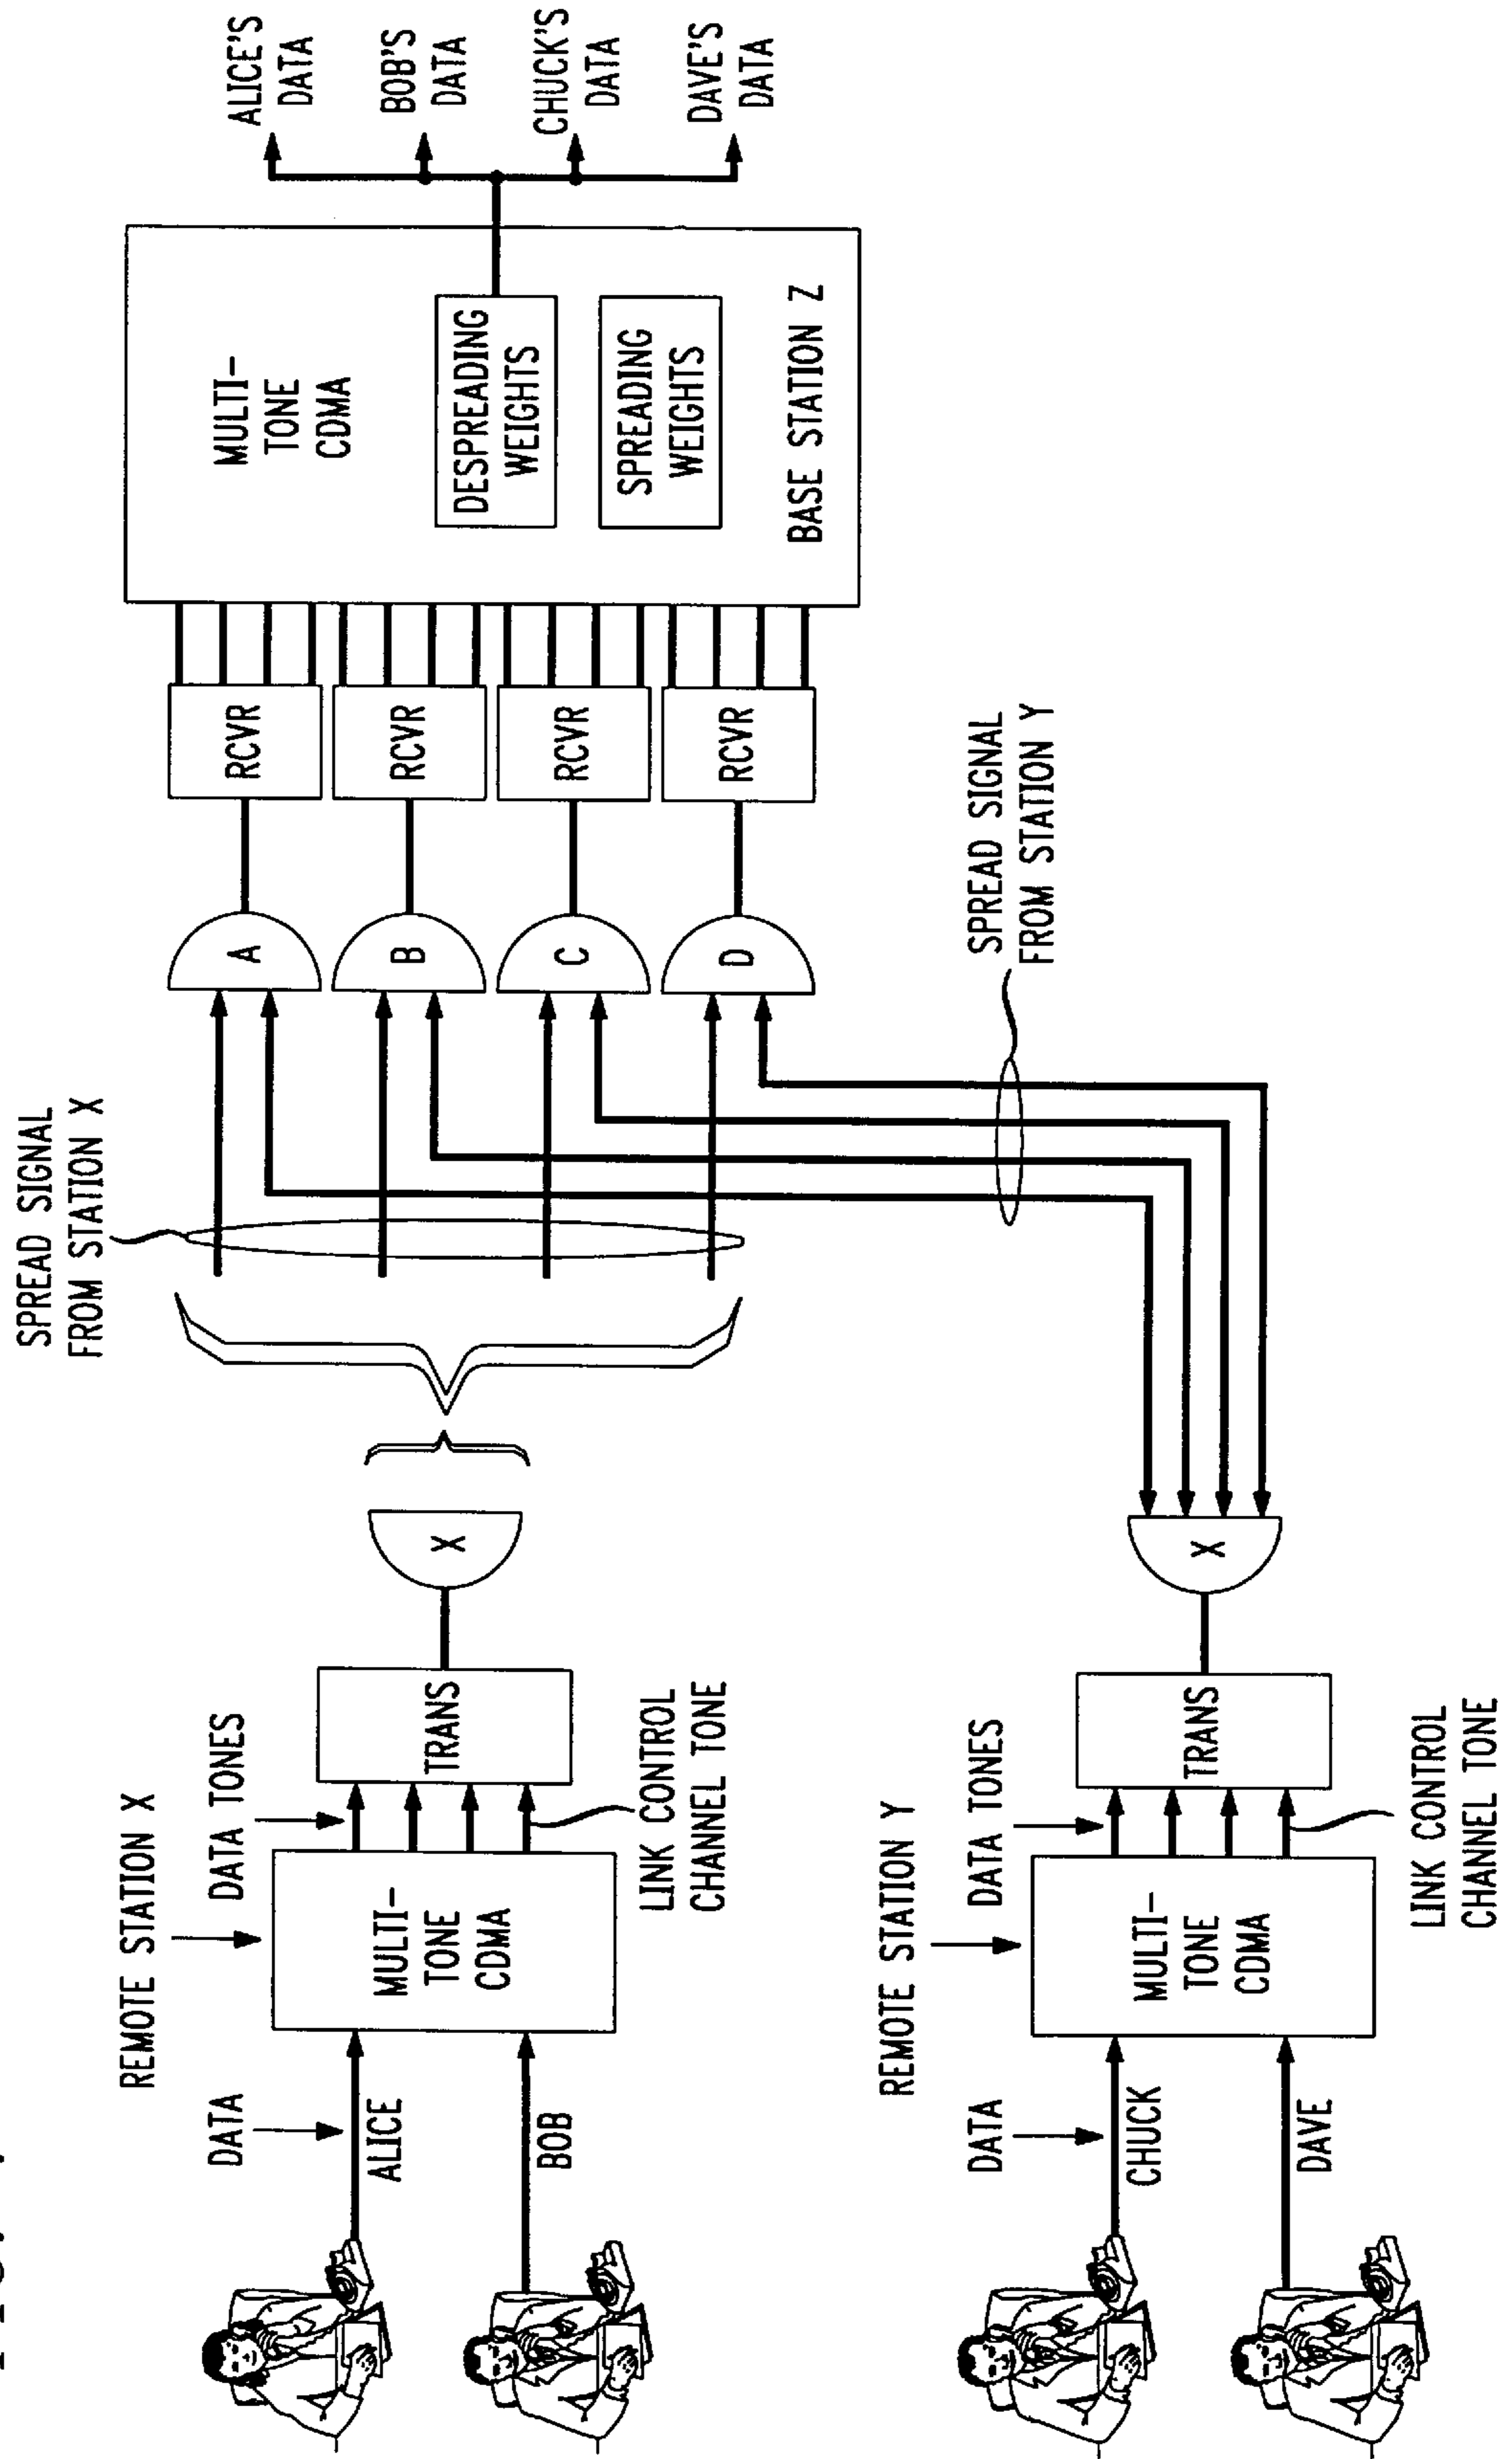 REMOTE STATION X
DATA
ALICE
BOB
MULTI-
TONE
CDMA
DATA TONES
TRANS
LINK CONTROL
CHANNEL TONE
X
SPREAD SIGNAL
FROM STATION X
A
B
C
D
RCVR
RCVR
RCVR
RCVR
MULTI-
TONE
CDMA
DESPREADING
WEIGHTS
SPREADING
WEIGHTS
BASE STATION Z
ALICE'S
DATA
BOB'S
DATA
CHUCK'S
DATA
DAVE'S
DATA
REMOTE STATION Y
DATA
CHUCK
DAVE
MULTI-
TONE
CDMA
DATA TONES
TRANS
LINK CONTROL
CHANNEL TONE
X
SPREAD SIGNAL
FROM STATION Y